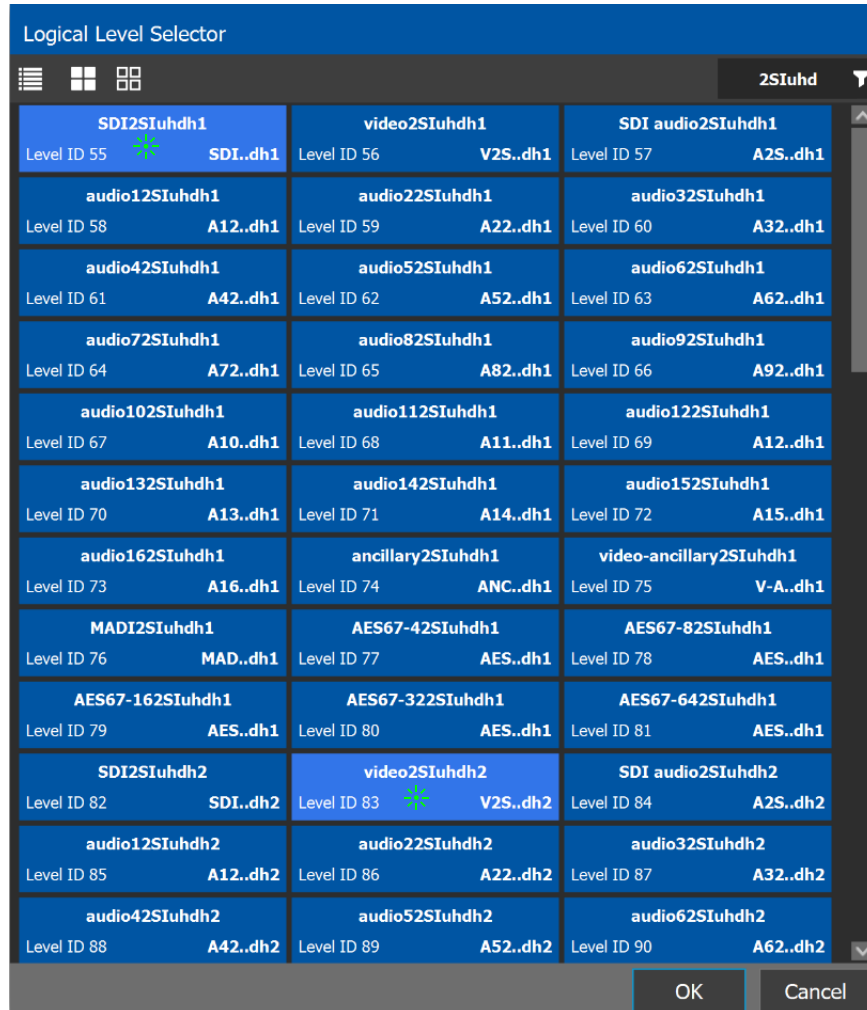 Logical Level Selector
2SIuhd
SDI2SIuhdh1 video2SIuhdh1 SDI audio2SIuhdh1
Level ID 55 SDI..dh1 Level ID 56 V2S..dh1 Level ID 57 A2S..dh1
audio12SIuhdh1 audio22SIuhdh1 audio32SIuhdh1
Level ID 58 A12..dh1 Level ID 59 A22..dh1 Level ID 60 A32..dh1
audio42SIuhdh1 audio52SIuhdh1 audio62SIuhdh1
Level ID 61 A42..dh1 Level ID 62 A52..dh1 Level ID 63 A62..dh1
audio72SIuhdh1 audio82SIuhdh1 audio92SIuhdh1
Level ID 64 A72..dh1 Level ID 65 A82..dh1 Level ID 66 A92..dh1
audio102SIuhdh1 audio112SIuhdh1 audio122SIuhdh1
Level ID 67 A10..dh1 Level ID 68 A11..dh1 Level ID 69 A12..dh1
audio132SIuhdh1 audio142SIuhdh1 audio152SIuhdh1
Level ID 70 A13..dh1 Level ID 71 A14..dh1 Level ID 72 A15..dh1
audio162SIuhdh1 ancillary2SIuhdh1 video-ancillary2SIuhdh1
Level ID 73 A16..dh1 Level ID 74 ANC..dh1 Level ID 75 V-A..dh1
MADI2SIuhdh1 AES67-42SIuhdh1 AES67-82SIuhdh1
Level ID 76 MAD..dh1 Level ID 77 AES..dh1 Level ID 78 AES..dh1
AES67-162SIuhdh1 AES67-322SIuhdh1 AES67-642SIuhdh1
Level ID 79 AES..dh1 Level ID 80 AES..dh1 Level ID 81 AES..dh1
SDI2SIuhdh2 video2SIuhdh2 SDI audio2SIuhdh2
Level ID 82 SDI..dh2 Level ID 83 V2S..dh2 Level ID 84 A2S..dh2
audio12SIuhdh2 audio22SIuhdh2 audio32SIuhdh2
Level ID 85 A12..dh2 Level ID 86 A22..dh2 Level ID 87 A32..dh2
audio42SIuhdh2 audio52SIuhdh2 audio62SIuhdh2
Level ID 88 A42..dh2 Level ID 89 A52..dh2 Level ID 90 A62..dh2
OK Cancel